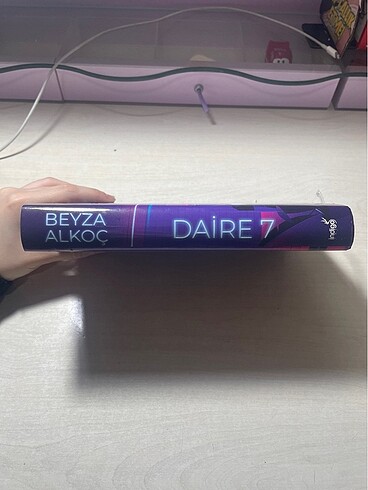 BEYZA
ALKOÇ
DAİRE 7
indigo